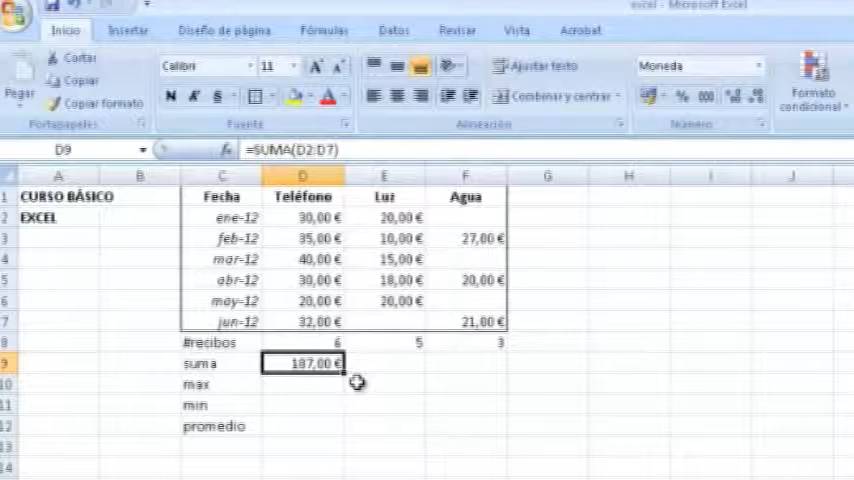 excel - Microsoft Excel
Inicio Insertar Diseño de página Fórmulas Datos Revisar Vista Acrobat
Pegar
Cortar
Copiar
Copiar formato
Portapapeles
Calibri 11
N K S
Fuente
Ajustar texto
Combinar y centrar
Alineación
Moneda
% 000
Número
Formato
condicional
D9 fx =SUMA(D2:D7)
A B C D E F G H I J
1 CURSO BÁSICO Fecha Teléfono Luz Agua
2 EXCEL ene-12 30,00 € 20,00 €
3 feb-12 35,00 € 10,00 € 27,00 €
4 mar-12 40,00 € 15,00 €
5 abr-12 30,00 € 18,00 € 20,00 €
6 may-12 20,00 € 20,00 €
7 jun-12 32,00 € 21,00 €
8 #recibos 6 5 3
9 suma 187,00 €
10 max
11 min
12 promedio
13
14